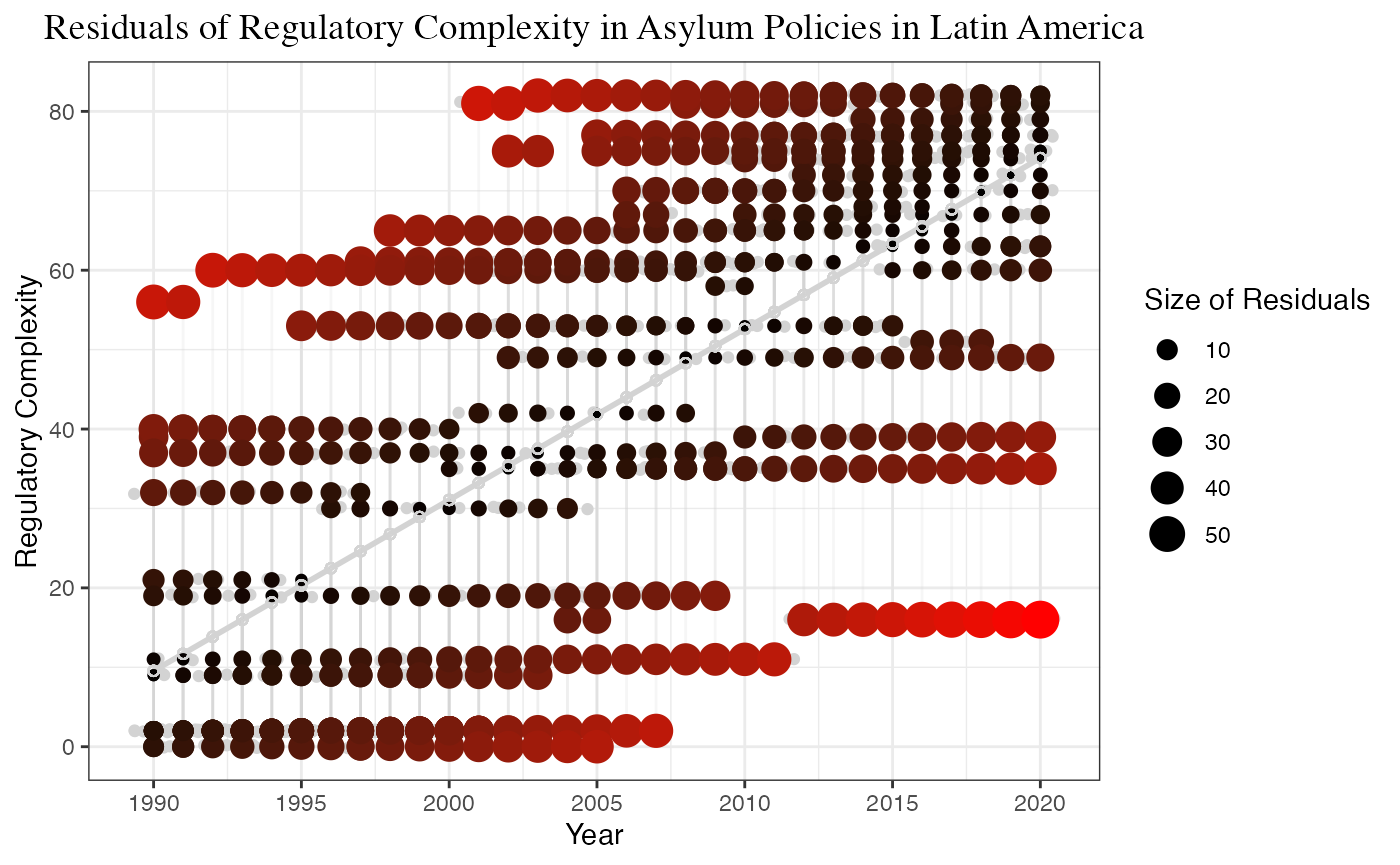 Residuals of Regulatory Complexity in Asylum Policies in Latin America
Regulatory Complexity
80
60
40
20
0
1990 1995 2000 2005 2010 2015 2020
Year
Size of Residuals
10
20
30
40
50